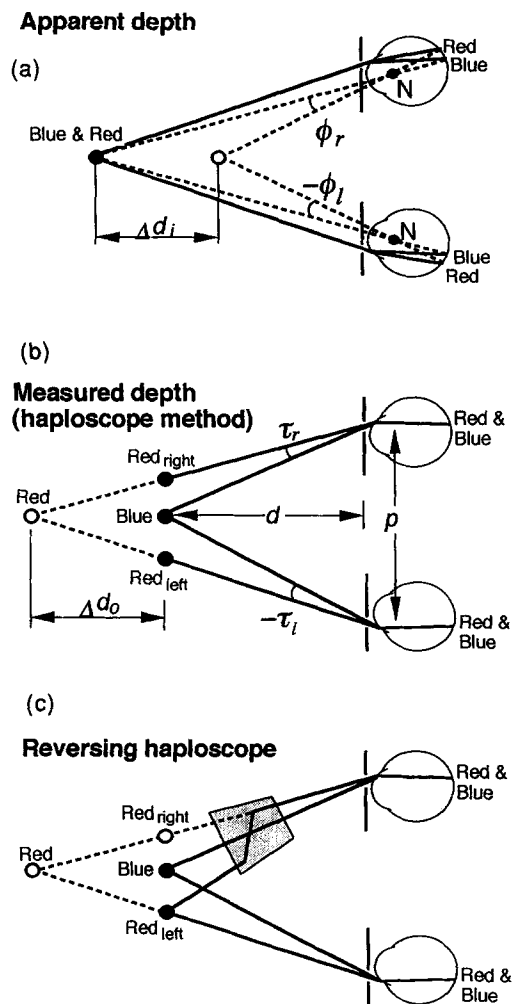 Apparent depth
(a)
Red
Blue
N
Blue & Red
ϕr
-ϕl
Δdi
N
Blue
Red
(b)
Measured depth
(haploscope method)
τr
Red &
Blue
Red right
Red
Blue
d
p
Red left
Δdo
-τl
Red &
Blue
(c)
Reversing haploscope
Red &
Blue
Red right
Red
Blue
Red left
Red &
Blue